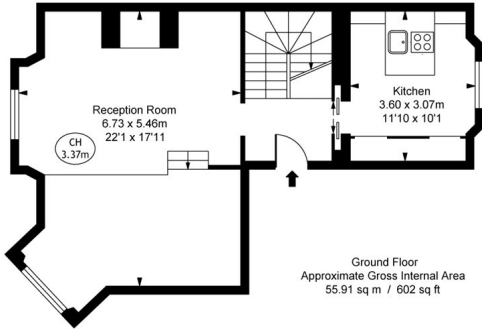 Reception Room
6.73 x 5.46m
22'1 x 17'11
CH
3.37m
Kitchen
3.60 x 3.07m
11'10 x 10'1
Ground Floor
Approximate Gross Internal Area
55.91 sq m / 602 sq ft